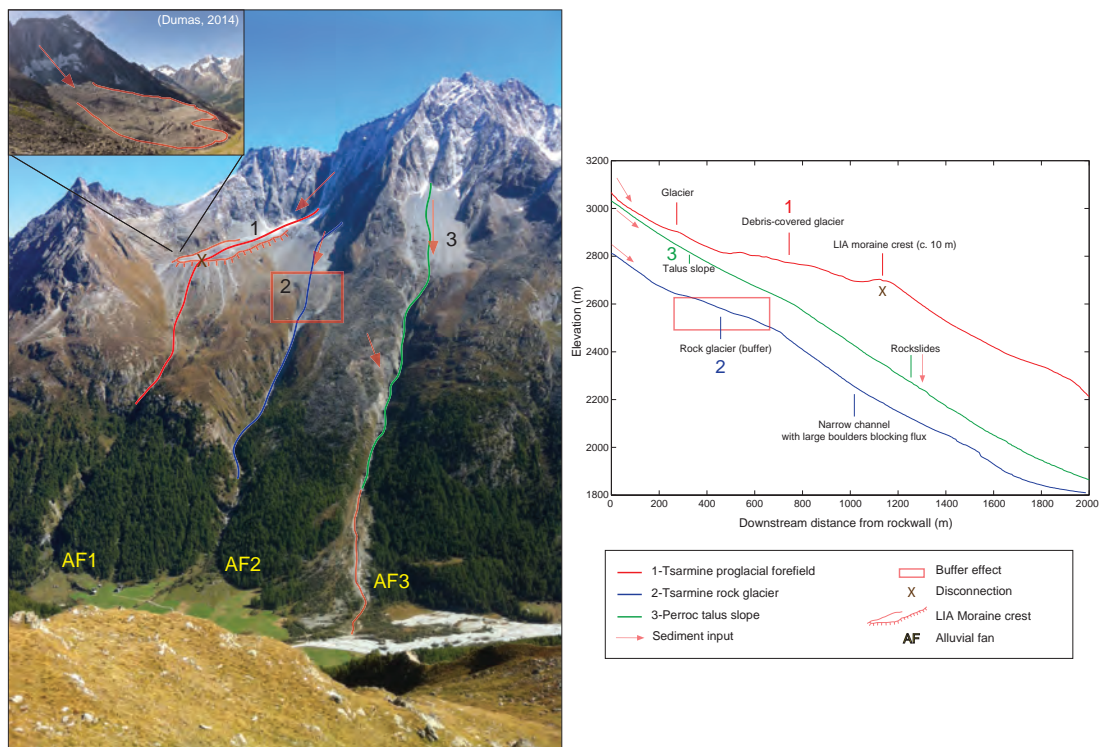 (Dumas, 2014)
1
2
3
X
AF1
AF2
AF3
3200
3000
2800
2600
2400
2200
2000
1800
Elevation (m)
0
200
400
600
800
1000
1200
1400
1600
1800
2000
Downstream distance from rockwall (m)
Glacier
1
Debris-covered glacier
LIA moraine crest (c. 10 m)
X
3
Talus slope
Rock glacier (buffer)
2
Rockslides
Narrow channel
with large boulders blocking flux
1-Tsarmine proglacial forefield
2-Tsarmine rock glacier
3-Perroc talus slope
Sediment input
Buffer effect
X Disconnection
LIA Moraine crest
AF Alluvial fan